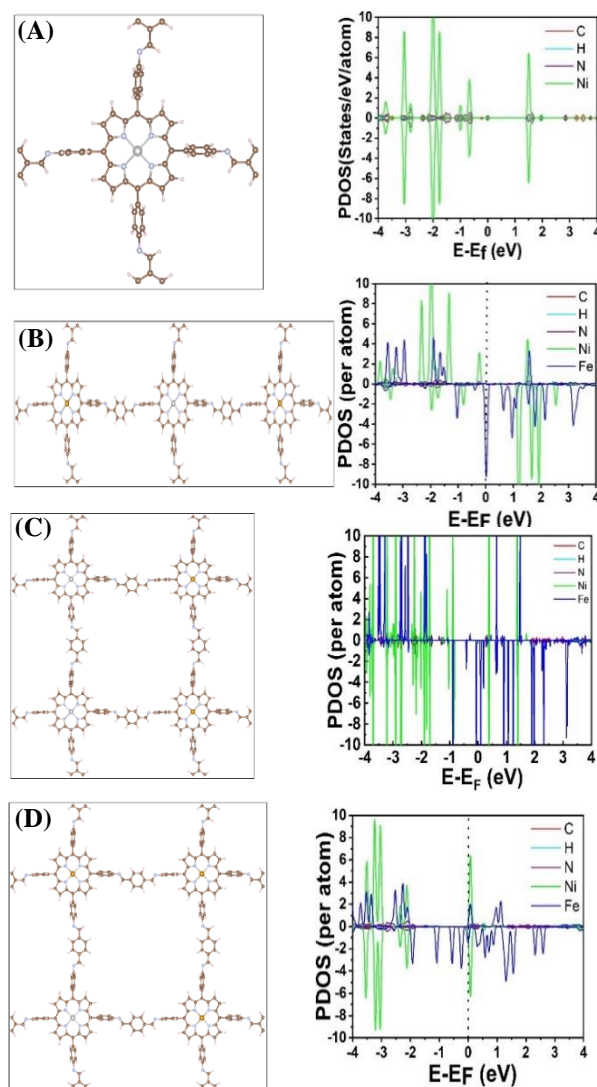 (A)
PDOS(States/eV/atom)
10
8
6
4
2
0
-2
-4
-6
-8
-10
C
H
N
Ni
-4 -3 -2 -1 0 1 2 3 4
E-Ef (eV)
(B)
PDOS (per atom)
10
8
6
4
2
0
-2
-4
-6
-8
-10
C
H
N
Ni
Fe
-4 -3 -2 -1 0 1 2 3 4
E-EF (eV)
(C)
PDOS (per atom)
10
8
6
4
2
0
-2
-4
-6
-8
-10
C
H
N
Ni
Fe
-4 -3 -2 -1 0 1 2 3 4
E-EF (eV)
(D)
PDOS (per atom)
10
8
6
4
2
0
-2
-4
-6
-8
-10
C
H
N
Ni
Fe
-4 -3 -2 -1 0 1 2 3 4
E-EF (eV)